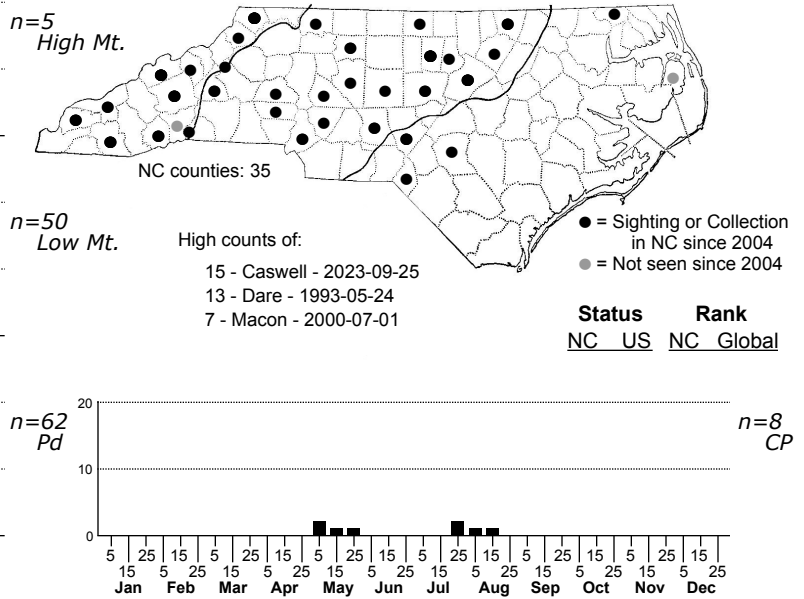 n=5
High Mt.
NC counties: 35
n=50
Low Mt.
High counts of:
15 - Caswell - 2023-09-25
13 - Dare - 1993-05-24
7 - Macon - 2000-07-01
● = Sighting or Collection
in NC since 2004
● = Not seen since 2004
Status Rank
NC US NC Global
n=62
Pd
n=8
CP
20
10
0
5 25 15 5 25 15 5 25 15 5 25 15 5 25 15 5 25 15
15 5 25 15 5 25 15 5 25 15 5 25 15 5 25 15 5 25
Jan Feb Mar Apr May Jun Jul Aug Sep Oct Nov Dec